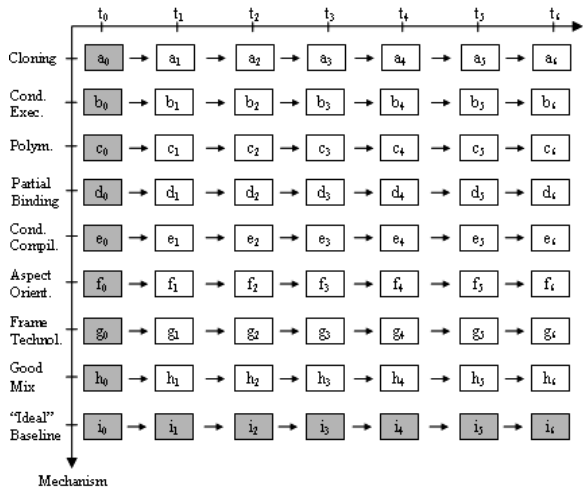 t₀ t₁ t₂ t₃ t₄ t₅ t₆
Cloning a₀ a₁ a₂ a₃ a₄ a₅ a₆
Cond.
Exec. b₀ b₁ b₂ b₃ b₄ b₅ b₆
Polym. c₀ c₁ c₂ c₃ c₄ c₅ c₆
Partial
Binding d₀ d₁ d₂ d₃ d₄ d₅ d₆
Cond.
Compil. e₀ e₁ e₂ e₃ e₄ e₅ e₆
Aspect
Orient. f₀ f₁ f₂ f₃ f₄ f₅ f₆
Frame
Technol. g₀ g₁ g₂ g₃ g₄ g₅ g₆
Good
Mix h₀ h₁ h₂ h₃ h₄ h₅ h₆
“Ideal”
Baseline i₀ i₁ i₂ i₃ i₄ i₅ i₆
Mechanism